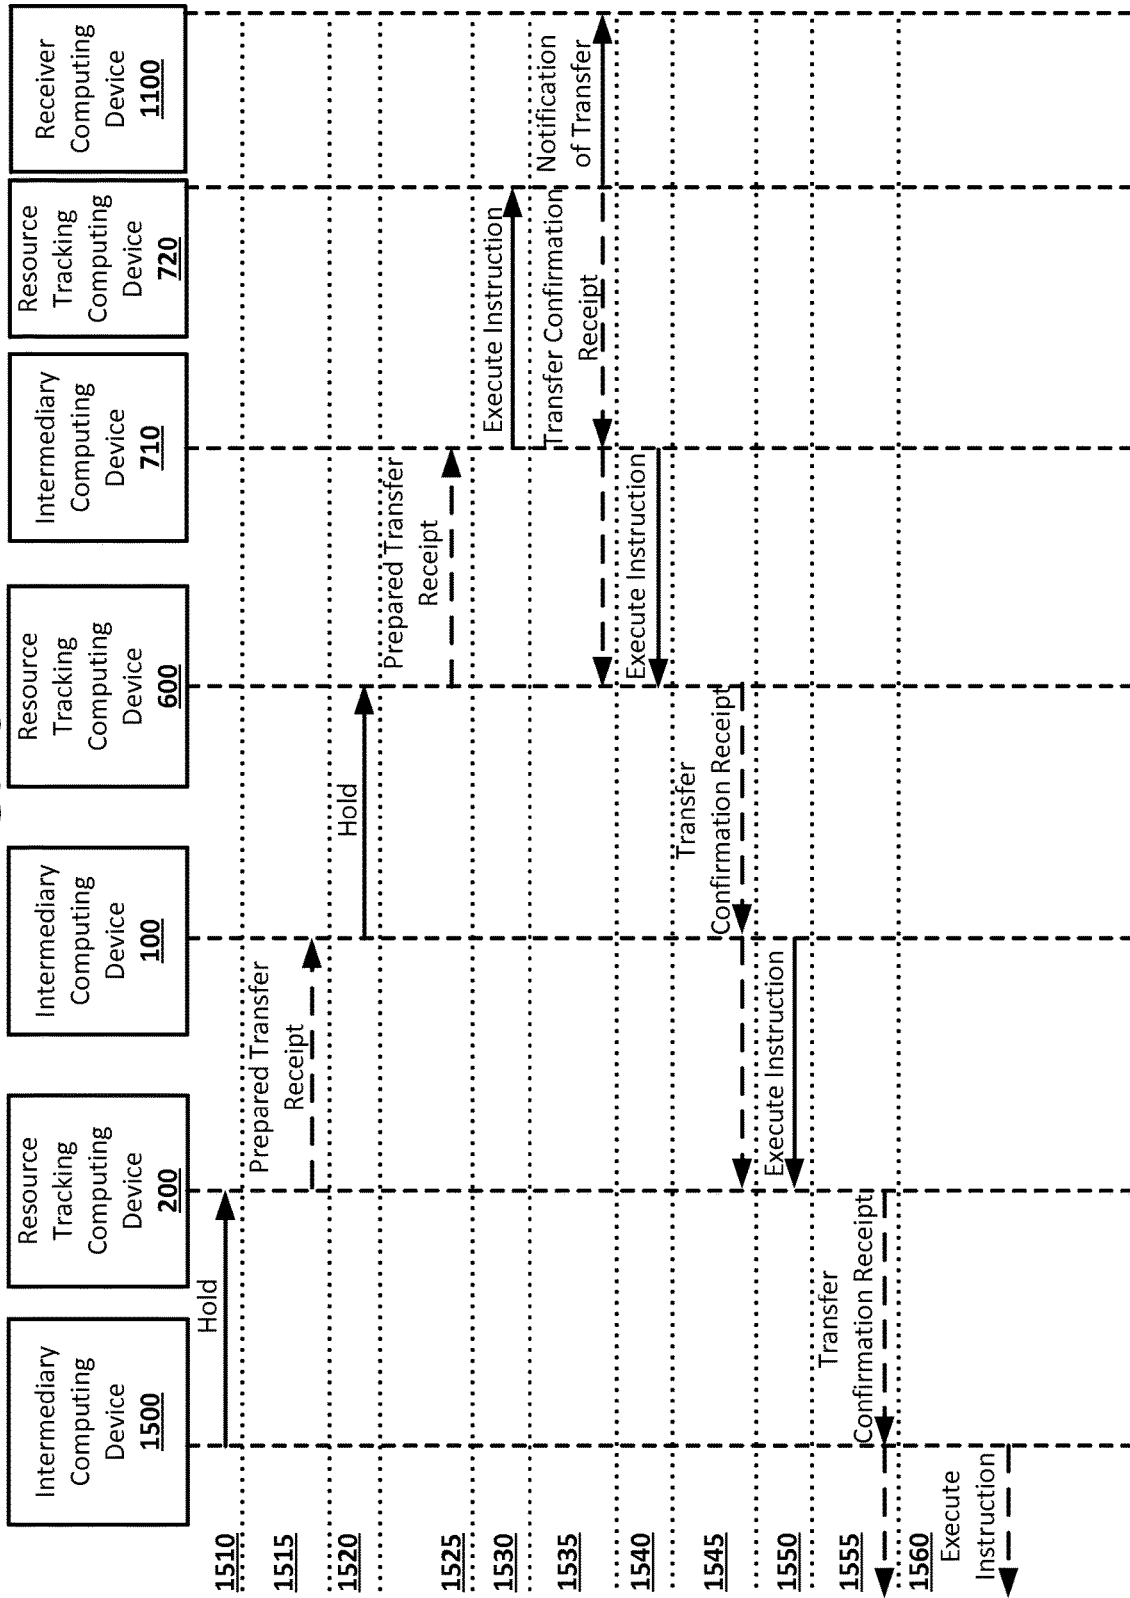 Intermediary
Computing
Device
1500
Resource
Tracking
Computing
Device
200
Intermediary
Computing
Device
100
Resource
Tracking
Computing
Device
600
Intermediary
Computing
Device
710
Resource
Tracking
Computing
Device
720
Receiver
Computing
Device
1100
1510
Hold
1515
Prepared Transfer
Receipt
1520
Hold
1525
Prepared Transfer
Receipt
1530
Execute Instruction
1535
Transfer Confirmation
Receipt
Notification
of Transfer
1540
Execute Instruction
1545
Transfer
Confirmation Receipt
1550
Execute Instruction
1555
Transfer
Confirmation Receipt
1560
Execute
Instruction